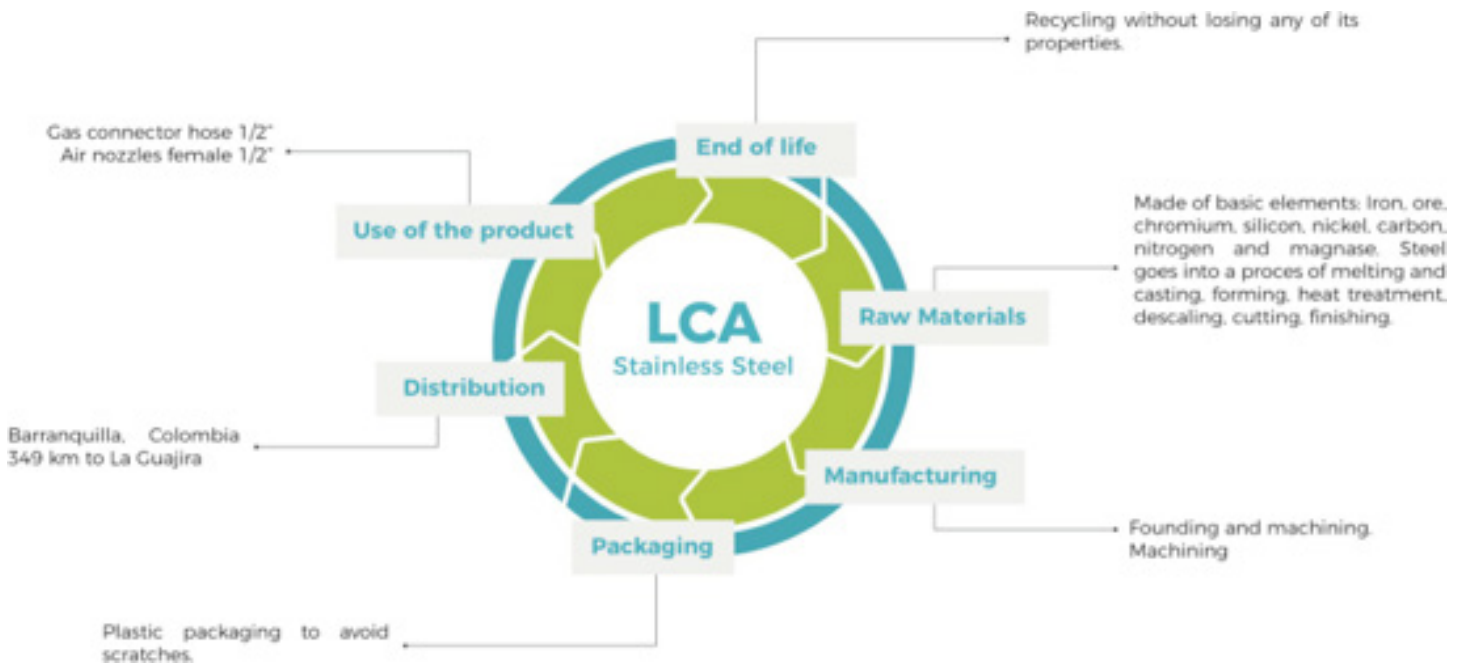 Recycling without losing any of its
properties.
End of life
Gas connector hose 1/2"
Air nozzles female 1/2"
Use of the product
Made of basic elements: Iron, ore,
chromium, silicon, nickel, carbon,
nitrogen and magnase. Steel
goes into a proces of melting and
casting, forming, heat treatment,
descaling, cutting, finishing.
Raw Materials
LCA
Stainless Steel
Distribution
Barranquilla, Colombia
349 km to La Guajira
Manufacturing
Founding and machining.
Machining
Packaging
Plastic packaging to avoid
scratches.